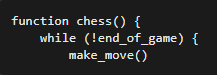 function chess() {
    while (!end_of_game) {
        make_move()